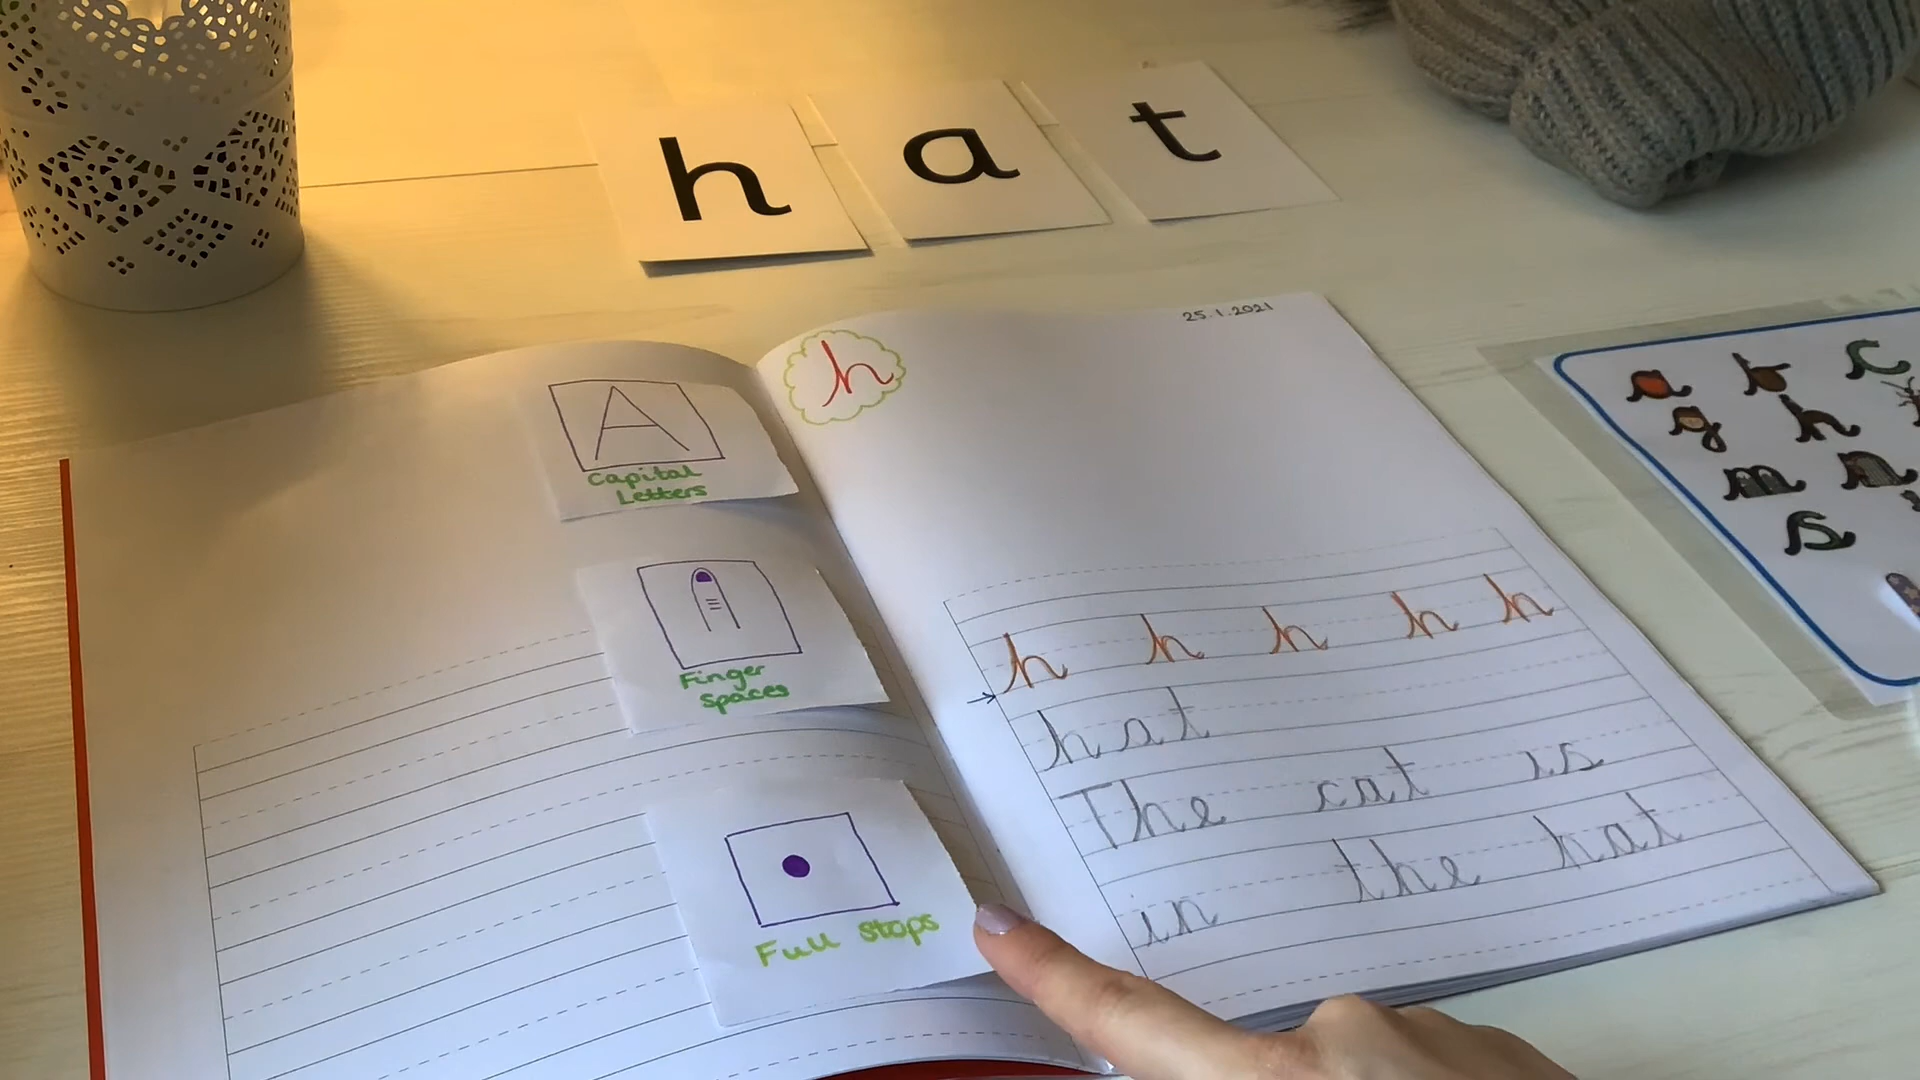 h a t
25.1.2021
h
A
Capital
Letters
Finger
Spaces
Full Stops
h h h h h
hat
The cat is
in the hat
a b c
g h
m n
s